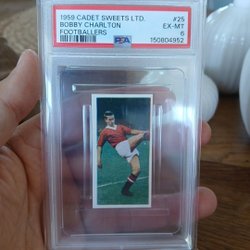 1959 CADET SWEETS LTD. #25
BOBBY CHARLTON EX-MT
FOOTBALLERS 6
PSA 150804952